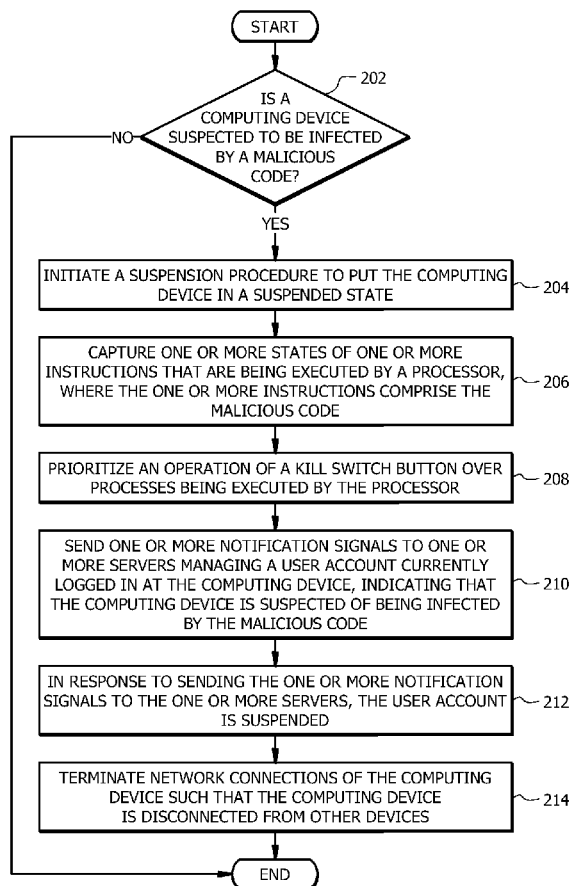 START
202
IS A
COMPUTING DEVICE
SUSPECTED TO BE INFECTED
BY A MALICIOUS
CODE?
NO
YES
INITIATE A SUSPENSION PROCEDURE TO PUT THE COMPUTING
DEVICE IN A SUSPENDED STATE
204
CAPTURE ONE OR MORE STATES OF ONE OR MORE
INSTRUCTIONS THAT ARE BEING EXECUTED BY A PROCESSOR,
WHERE THE ONE OR MORE INSTRUCTIONS COMPRISE THE
MALICIOUS CODE
206
PRIORITIZE AN OPERATION OF A KILL SWITCH BUTTON OVER
PROCESSES BEING EXECUTED BY THE PROCESSOR
208
SEND ONE OR MORE NOTIFICATION SIGNALS TO ONE OR
MORE SERVERS MANAGING A USER ACCOUNT CURRENTLY
LOGGED IN AT THE COMPUTING DEVICE, INDICATING THAT
THE COMPUTING DEVICE IS SUSPECTED OF BEING INFECTED
BY THE MALICIOUS CODE
210
IN RESPONSE TO SENDING THE ONE OR MORE NOTIFICATION
SIGNALS TO THE ONE OR MORE SERVERS, THE USER ACCOUNT
IS SUSPENDED
212
TERMINATE NETWORK CONNECTIONS OF THE COMPUTING
DEVICE SUCH THAT THE COMPUTING DEVICE
IS DISCONNECTED FROM OTHER DEVICES
214
END